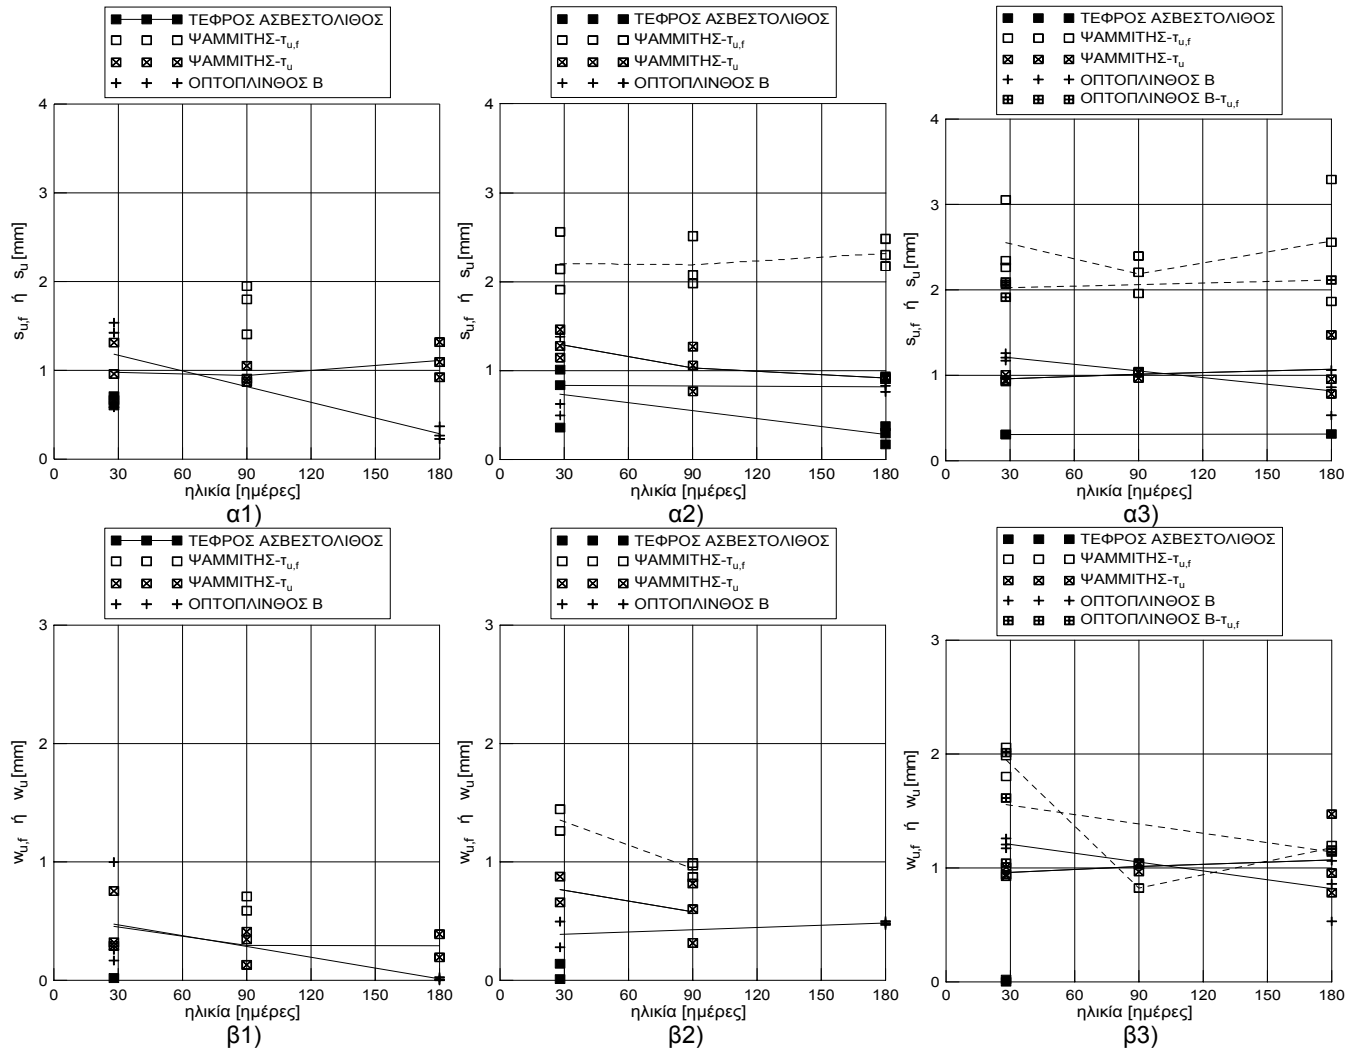 ΤΕΦΡΟΣ ΑΣΒΕΣΤΟΛΙΘΟΣ
ΨΑΜΜΙΤΗΣ-τu,f
ΨΑΜΜΙΤΗΣ-τu
ΟΠΤΟΠΛΙΝΘΟΣ Β
4
3
2
1
0
su,f ή su [mm]
0 30 60 90 120 150 180
ηλικία [ημέρες]
α1)
ΤΕΦΡΟΣ ΑΣΒΕΣΤΟΛΙΘΟΣ
ΨΑΜΜΙΤΗΣ-τu,f
ΨΑΜΜΙΤΗΣ-τu
ΟΠΤΟΠΛΙΝΘΟΣ Β
4
3
2
1
0
su,f ή su [mm]
0 30 60 90 120 150 180
ηλικία [ημέρες]
α2)
ΤΕΦΡΟΣ ΑΣΒΕΣΤΟΛΙΘΟΣ
ΨΑΜΜΙΤΗΣ-τu,f
ΨΑΜΜΙΤΗΣ-τu
ΟΠΤΟΠΛΙΝΘΟΣ Β
ΟΠΤΟΠΛΙΝΘΟΣ Β-τu,f
4
3
2
1
0
su,f ή su [mm]
0 30 60 90 120 150 180
ηλικία [ημέρες]
α3)
ΤΕΦΡΟΣ ΑΣΒΕΣΤΟΛΙΘΟΣ
ΨΑΜΜΙΤΗΣ-τu,f
ΨΑΜΜΙΤΗΣ-τu
ΟΠΤΟΠΛΙΝΘΟΣ Β
3
2
1
0
wu,f ή wu [mm]
0 30 60 90 120 150 180
ηλικία [ημέρες]
β1)
ΤΕΦΡΟΣ ΑΣΒΕΣΤΟΛΙΘΟΣ
ΨΑΜΜΙΤΗΣ-τu,f
ΨΑΜΜΙΤΗΣ-τu
ΟΠΤΟΠΛΙΝΘΟΣ Β
3
2
1
0
wu,f ή wu [mm]
0 30 60 90 120 150 180
ηλικία [ημέρες]
β2)
ΤΕΦΡΟΣ ΑΣΒΕΣΤΟΛΙΘΟΣ
ΨΑΜΜΙΤΗΣ-τu,f
ΨΑΜΜΙΤΗΣ-τu
ΟΠΤΟΠΛΙΝΘΟΣ Β
ΟΠΤΟΠΛΙΝΘΟΣ Β-τu,f
3
2
1
0
wu,f ή wu [mm]
0 30 60 90 120 150 180
ηλικία [ημέρες]
β3)